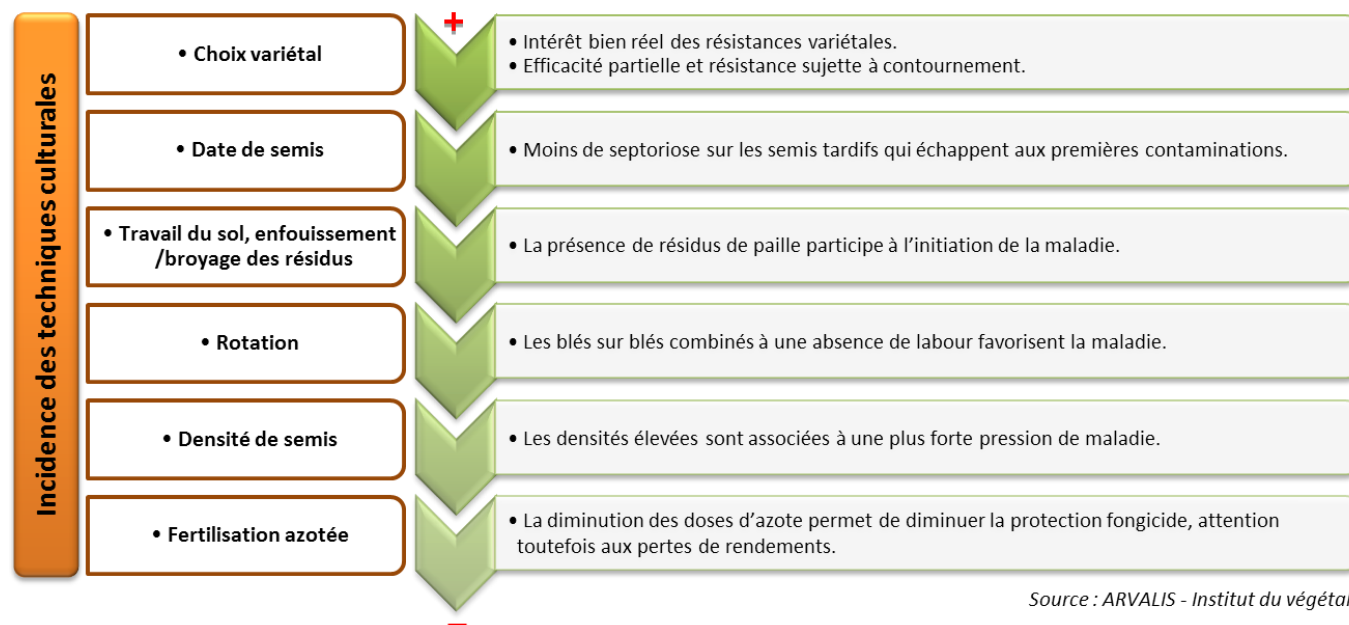 Incidence des techniques culturales
+
• Choix variétal
• Intérêt bien réel des résistances variétales.
• Efficacité partielle et résistance sujette à contournement.
• Date de semis
• Moins de septoriose sur les semis tardifs qui échappent aux premières contaminations.
• Travail du sol, enfouissement
/broyage des résidus
• La présence de résidus de paille participe à l’initiation de la maladie.
• Rotation
• Les blés sur blés combinés à une absence de labour favorisent la maladie.
• Densité de semis
• Les densités élevées sont associées à une plus forte pression de maladie.
• Fertilisation azotée
• La diminution des doses d’azote permet de diminuer la protection fongicide, attention
toutefois aux pertes de rendements.
Source : ARVALIS - Institut du végétal
–